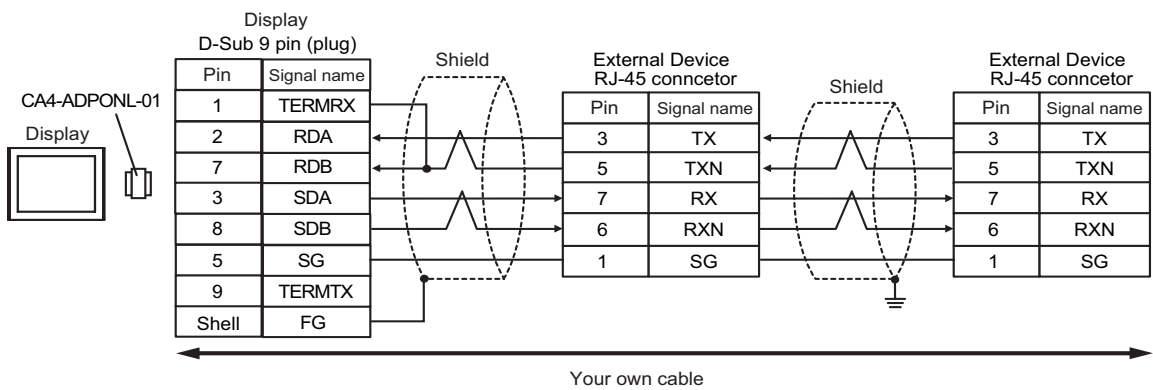 Display
D-Sub 9 pin (plug)
Shield
External Device
RJ-45 conncetor
Shield
External Device
RJ-45 conncetor
CA4-ADPONL-01
Display
Pin Signal name
1 TERMRX
2 RDA
7 RDB
3 SDA
8 SDB
5 SG
9 TERMTX
Shell FG
Pin Signal name
3 TX
5 TXN
7 RX
6 RXN
1 SG
Pin Signal name
3 TX
5 TXN
7 RX
6 RXN
1 SG
Your own cable